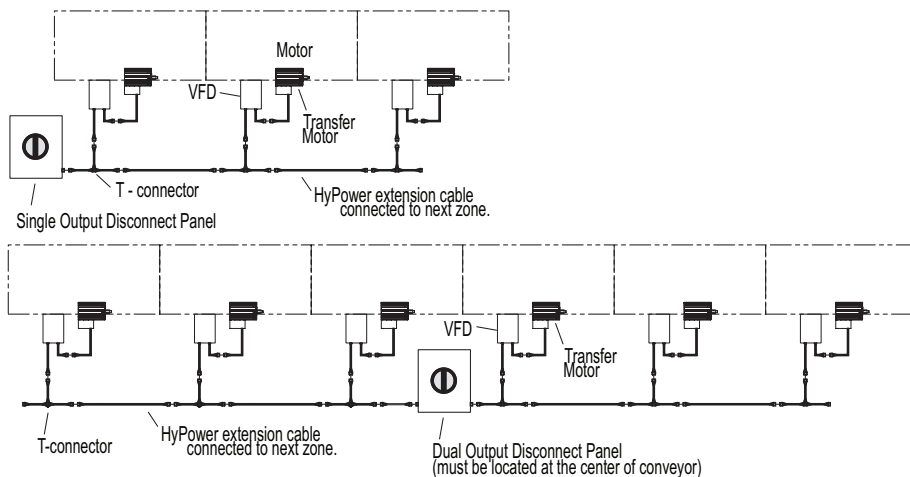 Motor
VFD
Transfer
Motor
T - connector
HyPower extension cable
connected to next zone.
Single Output Disconnect Panel
VFD
Transfer
Motor
T-connector
HyPower extension cable
connected to next zone.
Dual Output Disconnect Panel
(must be located at the center of conveyor)